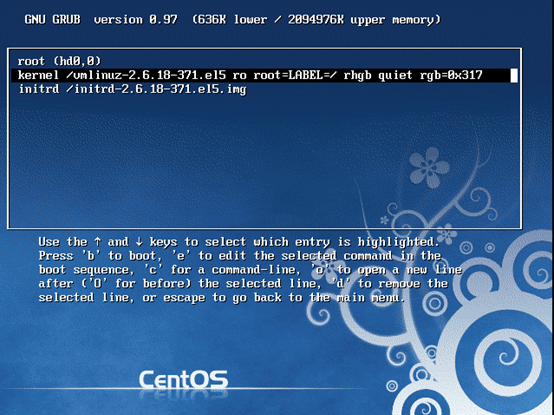 GNU GRUB  version 0.97  (636K lower / 2094976K upper memory)
root (hd0,0)
kernel /vmlinuz-2.6.18-371.el5 ro root=LABEL=/ rhgb quiet rgb=0x317
initrd /initrd-2.6.18-371.el5.img
Use the ↑ and ↓ keys to select which entry is highlighted.
Press 'b' to boot, 'e' to edit the selected command in the
boot sequence, 'c' for a command-line, 'o' to open a new line
after ('O' for before) the selected line, 'd' to remove the
selected line, or escape to go back to the main menu.
CentOS